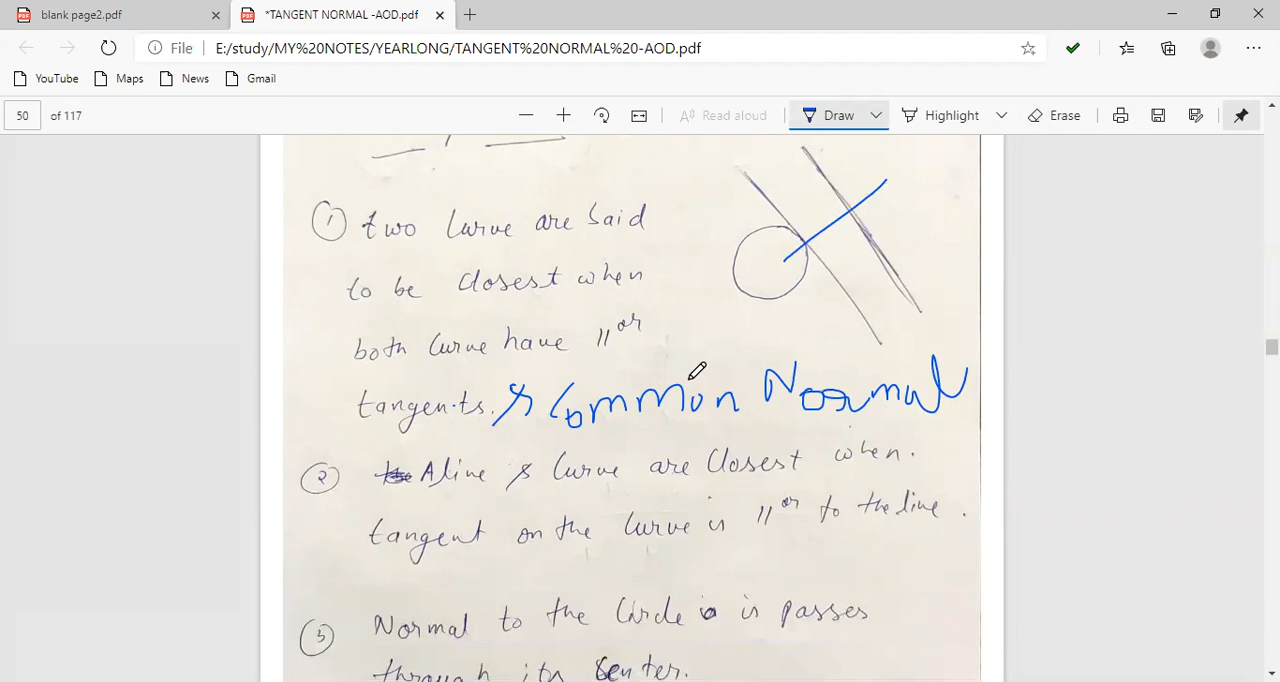 blank page2.pdf
*TANGENT NORMAL -AOD.pdf
File E:/study/MY%20NOTES/YEARLONG/TANGENT%20NORMAL%20-AOD.pdf
YouTube Maps News Gmail
50 of 117 Read aloud Draw Highlight Erase
① two Curve are Said
to be Closest when
both Curve have 11or
tangents. & Common Normal
② A line & Curve are Closest when.
tangent on the Curve is 11or to the line.
③ Normal to the Circle is passes
through its Center.